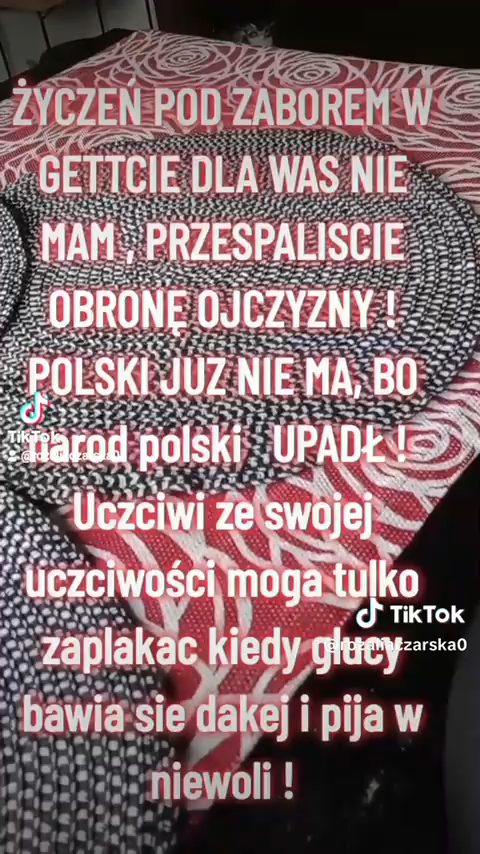 ŻYCZEŃ POD ZABOREM W
GETTCIE DLA WAS NIE
MAM , PRZESPALISCIE
OBRONĘ OJCZYZNY !
POLSKI JUZ NIE MA, BO
polski UPADŁ !
Uczciwi ze swojej
uczciwości moga tulko
zaplakac kiedy
bawia sie dakej i pija w
niewoli !
TikTok
TikTok
@rozaliaczarska0